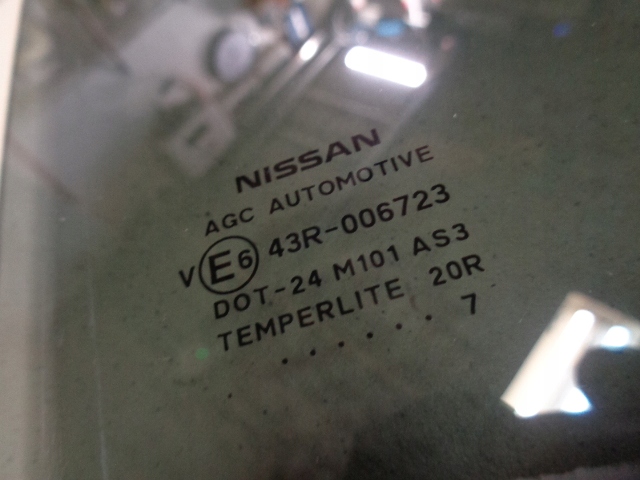 NISSAN
AGC AUTOMOTIVE
V E6 43R-006723
DOT-24 M101 AS3
TEMPERLITE 20R
. . . . . . 7